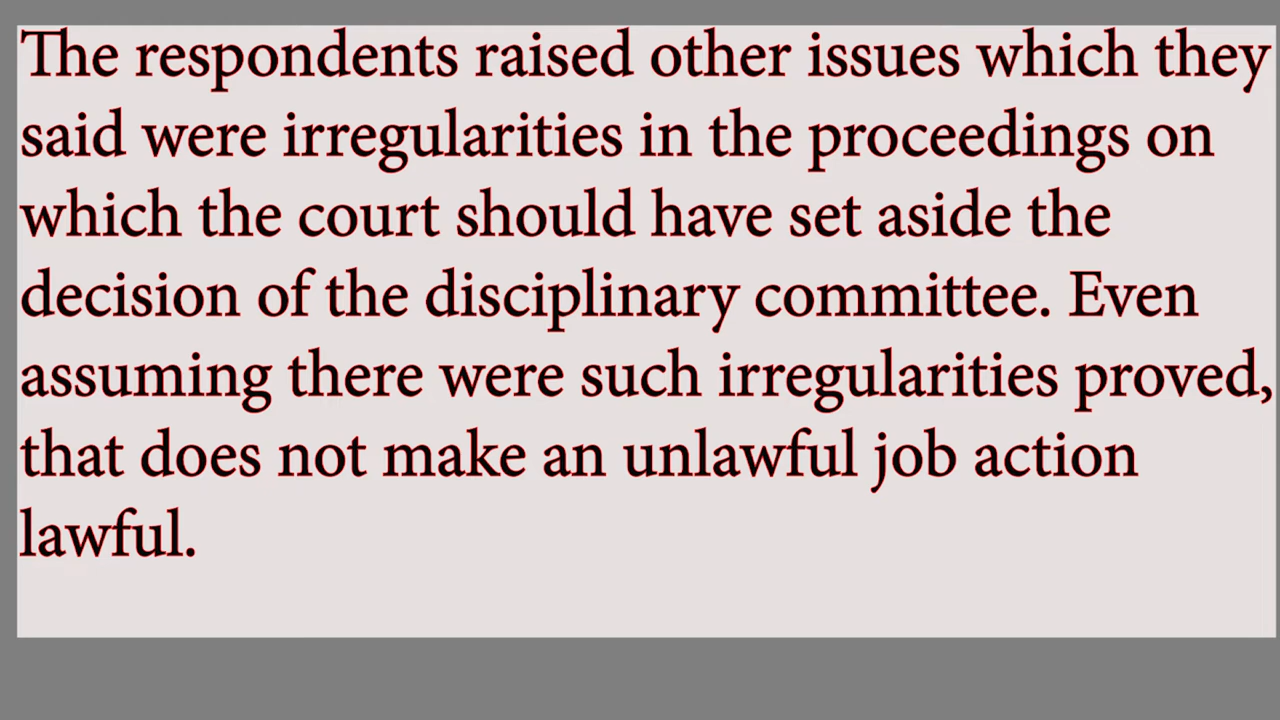 The respondents raised other issues which they
said were irregularities in the proceedings on
which the court should have set aside the
decision of the disciplinary committee. Even
assuming there were such irregularities proved,
that does not make an unlawful job action
lawful.